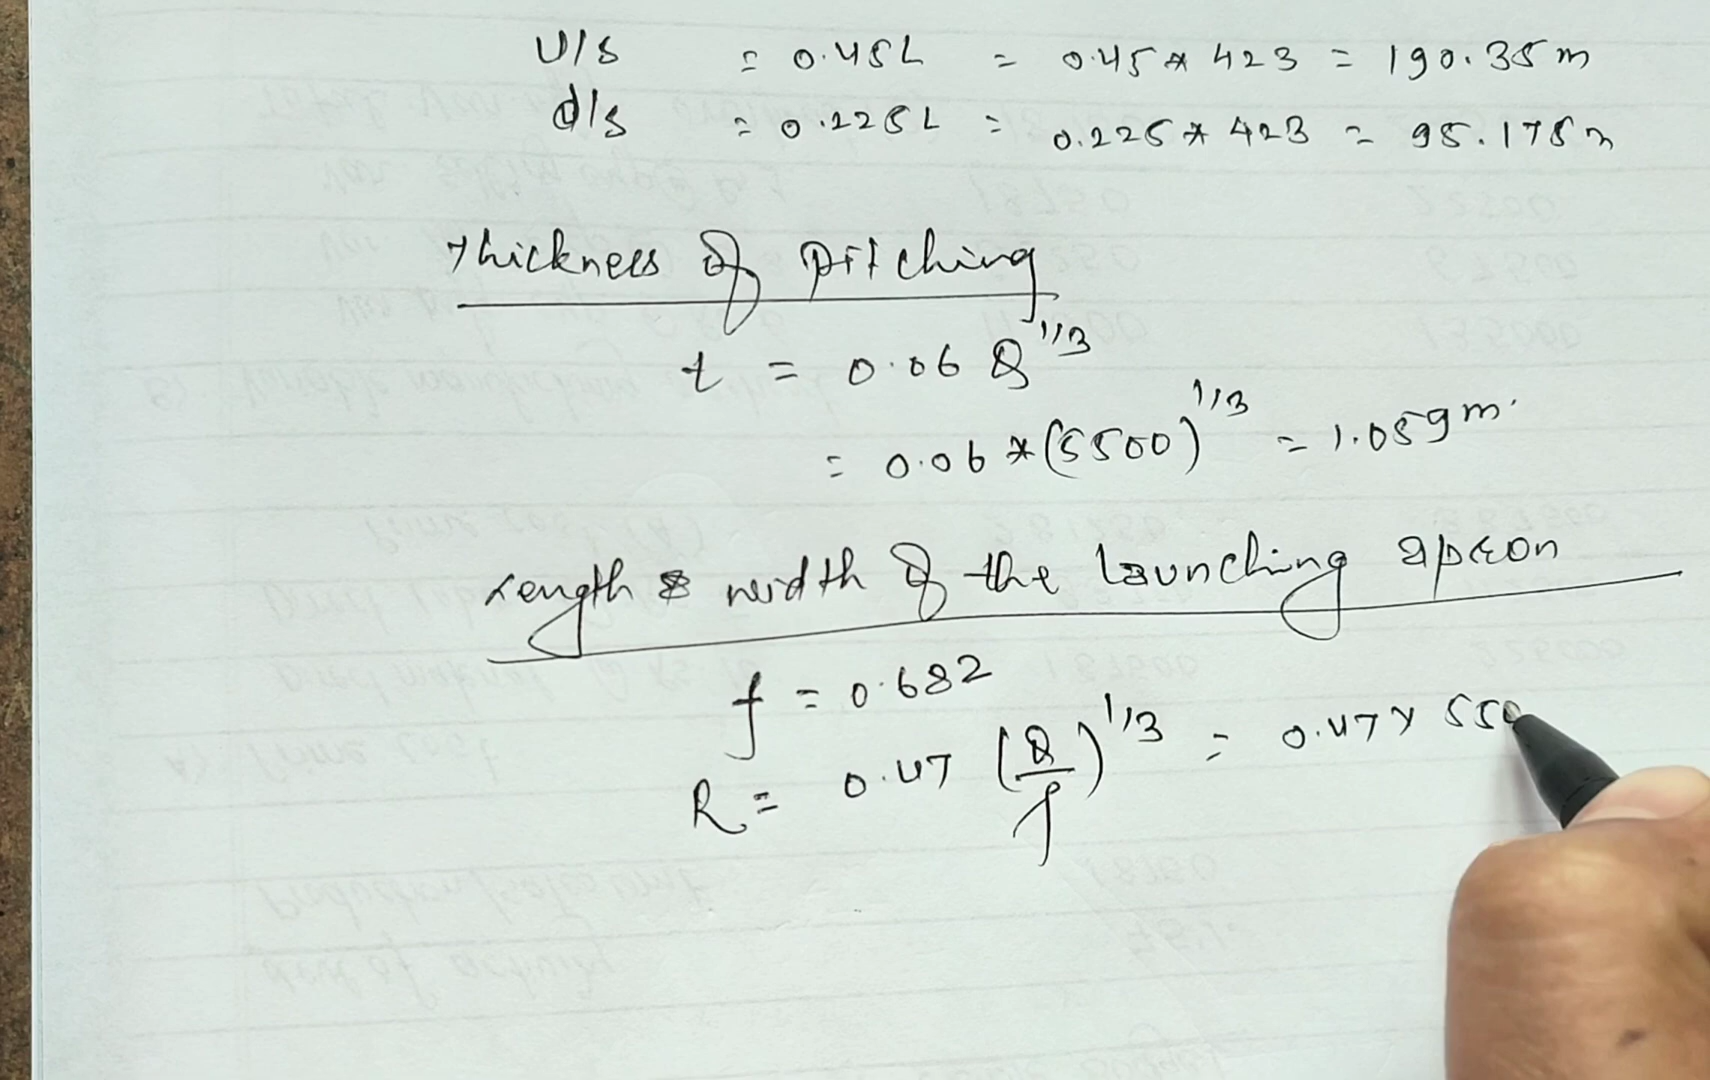 U/S = 0.45L = 0.45 * 423 = 190.35 m
d/s = 0.225L = 0.225 * 423 = 95.175 m
Thickness of pitching
t = 0.06 Q^1/3
= 0.06 * (5500)^1/3 = 1.059 m.
Length & width of the launching apron
f = 0.682
R = 0.47 (Q/f)^1/3 = 0.47 x 550